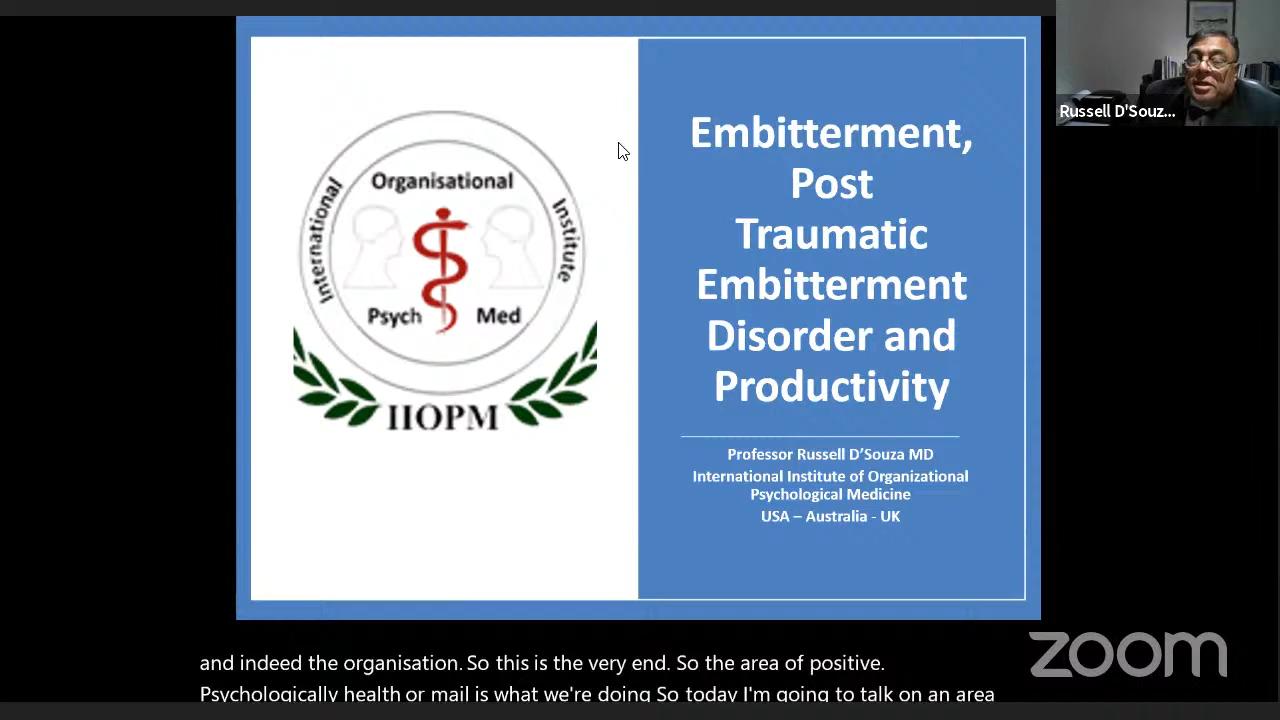 International
Organisational
Institute
Psych Med
IIOPM
Embitterment,
Post
Traumatic
Embitterment
Disorder and
Productivity
Professor Russell D'Souza MD
International Institute of Organizational
Psychological Medicine
USA – Australia - UK
Russell D'Souz...
and indeed the organisation. So this is the very end. So the area of positive.
Psychologically health or mail is what we're doing So today I'm going to talk on an area
zoom